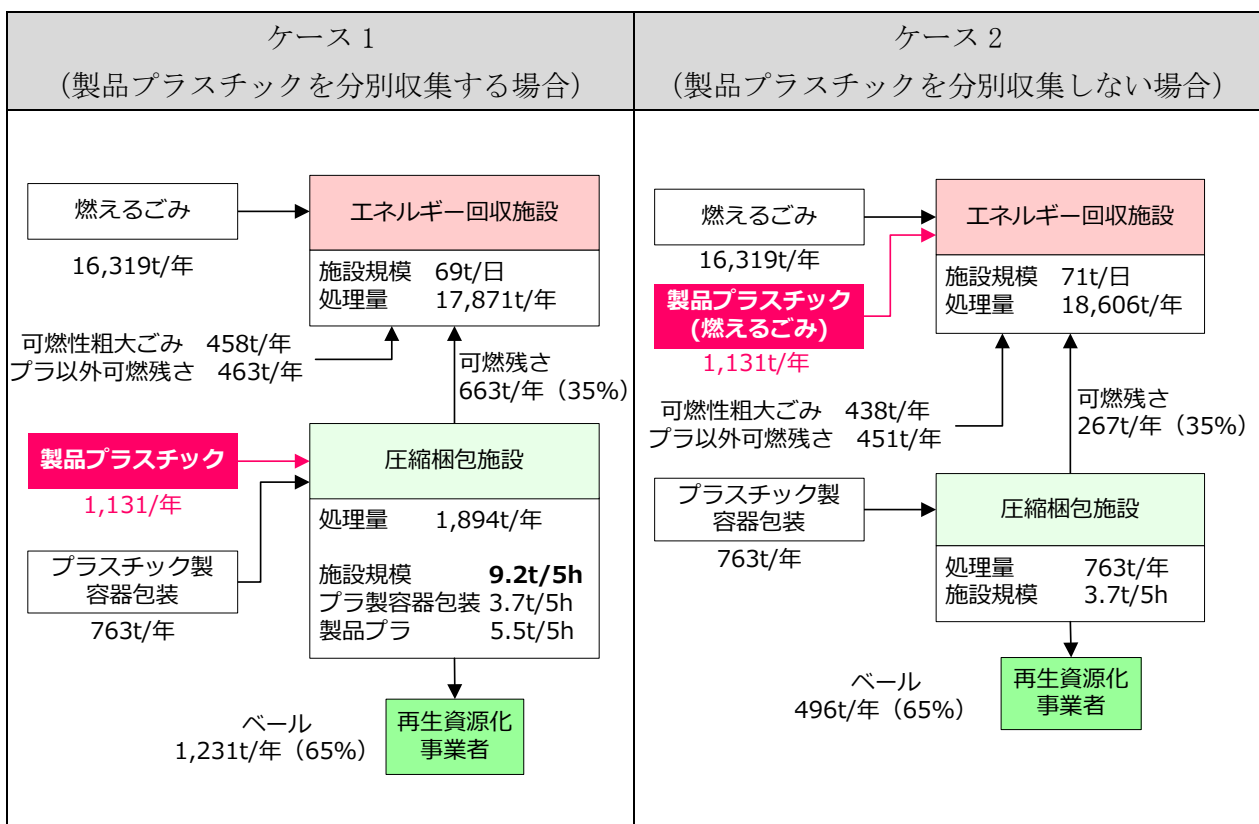 ケース１
（製品プラスチックを分別収集する場合）
燃えるごみ
16,319t/年
エネルギー回収施設
施設規模 69t/日
処理量 17,871t/年
可燃性粗大ごみ 458t/年
プラ以外可燃残さ 463t/年
可燃残さ
663t/年（35%）
製品プラスチック
1,131/年
プラスチック製
容器包装
763t/年
圧縮梱包施設
処理量 1,894t/年
施設規模 9.2t/5h
プラ製容器包装 3.7t/5h
製品プラ 5.5t/5h
ベール
1,231t/年（65%）
再生資源化
事業者
ケース２
（製品プラスチックを分別収集しない場合）
燃えるごみ
16,319t/年
製品プラスチック
(燃えるごみ)
1,131t/年
エネルギー回収施設
施設規模 71t/日
処理量 18,606t/年
可燃性粗大ごみ 438t/年
プラ以外可燃残さ 451t/年
可燃残さ
267t/年（35%）
プラスチック製
容器包装
763t/年
圧縮梱包施設
処理量 763t/年
施設規模 3.7t/5h
ベール
496t/年（65%）
再生資源化
事業者